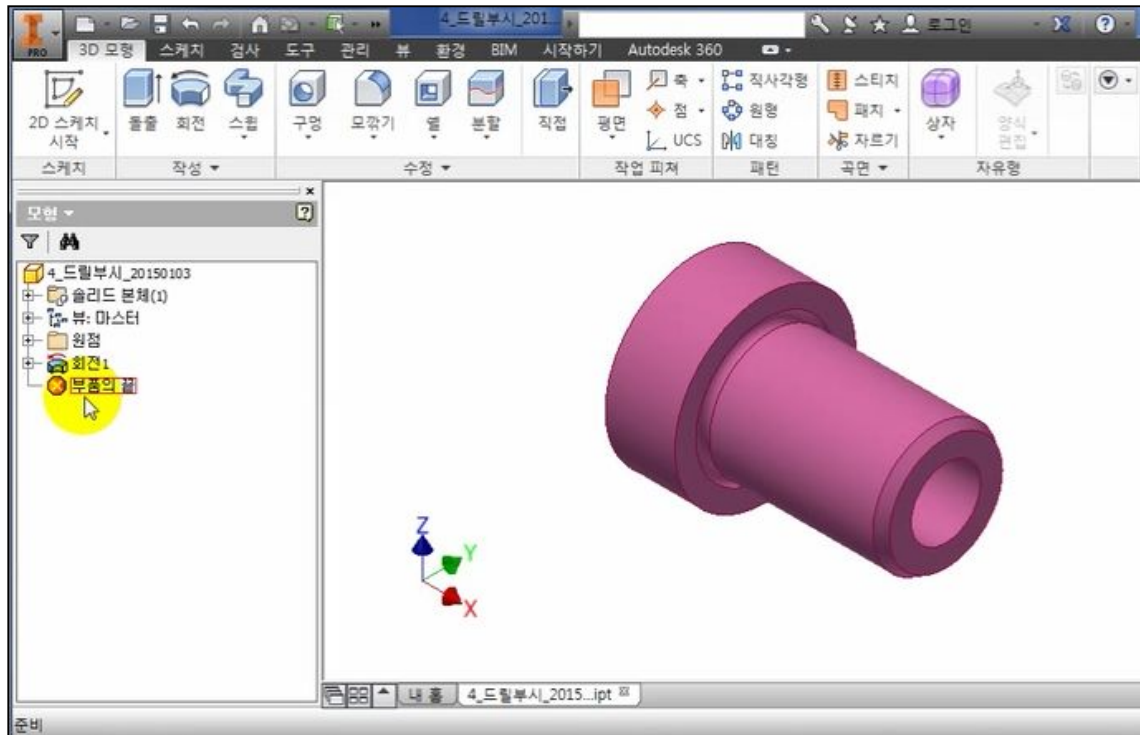 PRO
4_드릴부시_201...
로그인
3D 모형 스케치 검사 도구 관리 뷰 환경 BIM 시작하기 Autodesk 360
2D 스케치 시작
돌출 회전 스윕
구멍 모깎기 쉘 분할 직접
평면
축
점
UCS
직사각형
원형
대칭
스티치
패치
자르기
상자
양식 편집
스케치 작성 수정 작업 피쳐 패턴 곡면 자유형
모형
4_드릴부시_20150103
솔리드 본체(1)
뷰: 마스터
원점
회전1
부품의 끝
Z
Y
X
내 홈 4_드릴부시_2015...ipt
준비